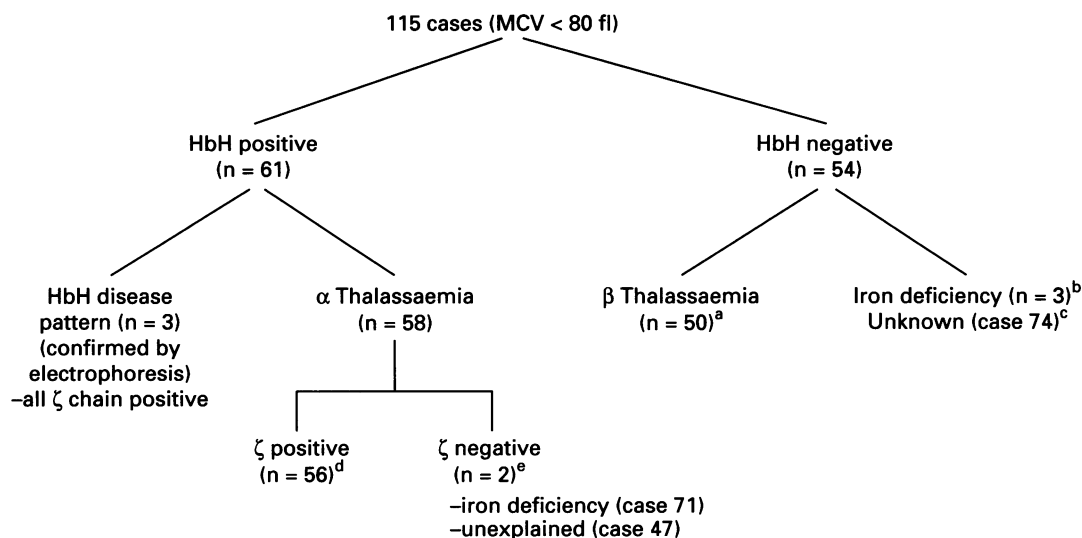 115 cases (MCV < 80 fl)
HbH positive
(n = 61)
HbH negative
(n = 54)
HbH disease
pattern (n = 3)
(confirmed by
electrophoresis)
–all ζ chain positive
α Thalassaemia
(n = 58)
β Thalassaemia
(n = 50)ᵃ
Iron deficiency (n = 3)ᵇ
Unknown (case 74)ᶜ
ζ positive
(n = 56)ᵈ
ζ negative
(n = 2)ᵉ
–iron deficiency (case 71)
–unexplained (case 47)